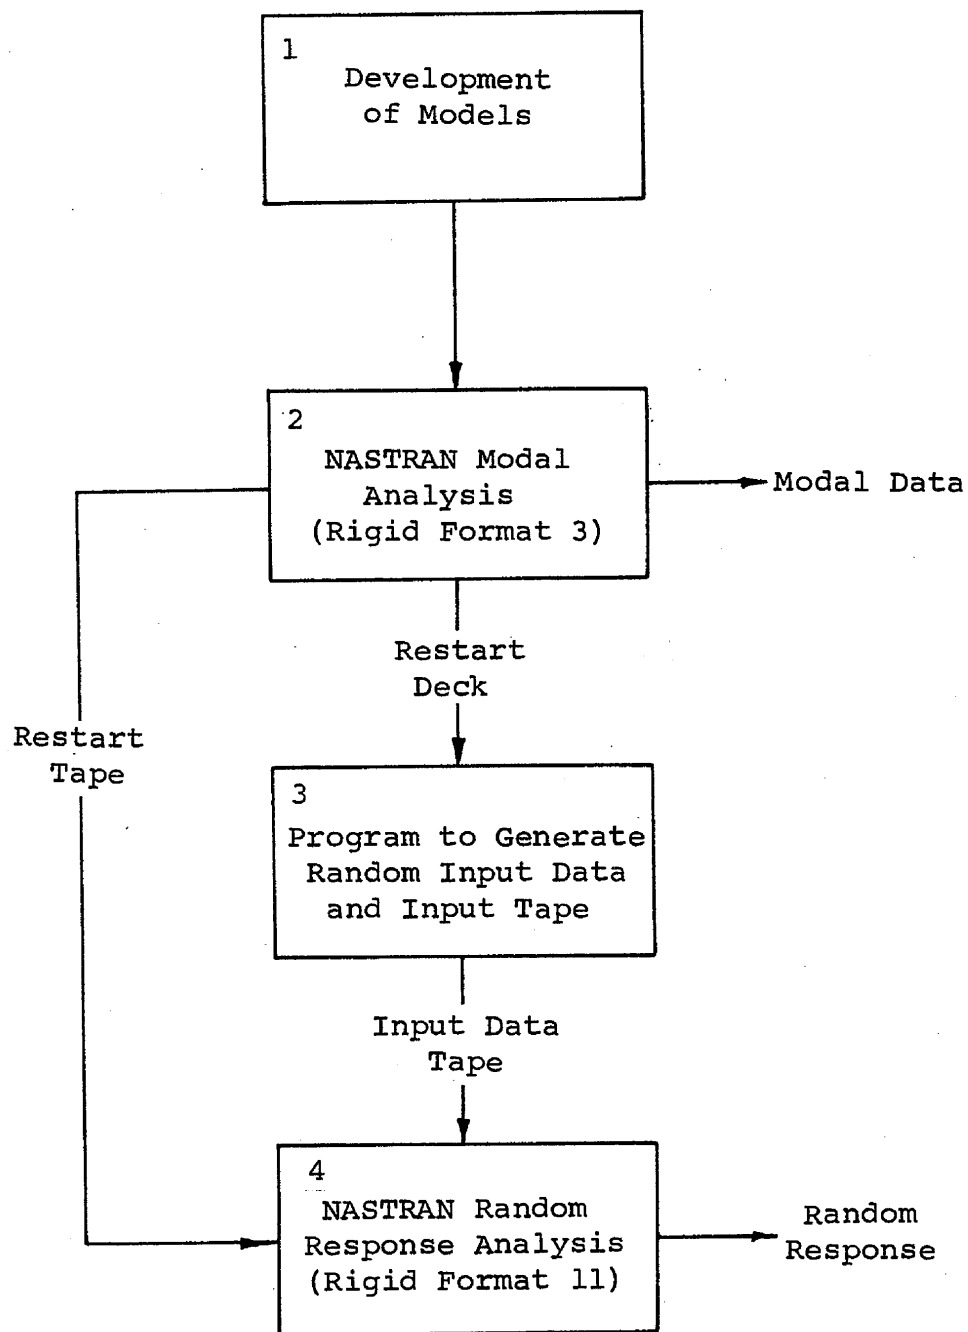 1
Development
of Models
2
NASTRAN Modal
Analysis
(Rigid Format 3)
Modal Data
Restart
Deck
Restart
Tape
3
Program to Generate
Random Input Data
and Input Tape
Input Data
Tape
4
NASTRAN Random
Response Analysis
(Rigid Format 11)
Random
Response